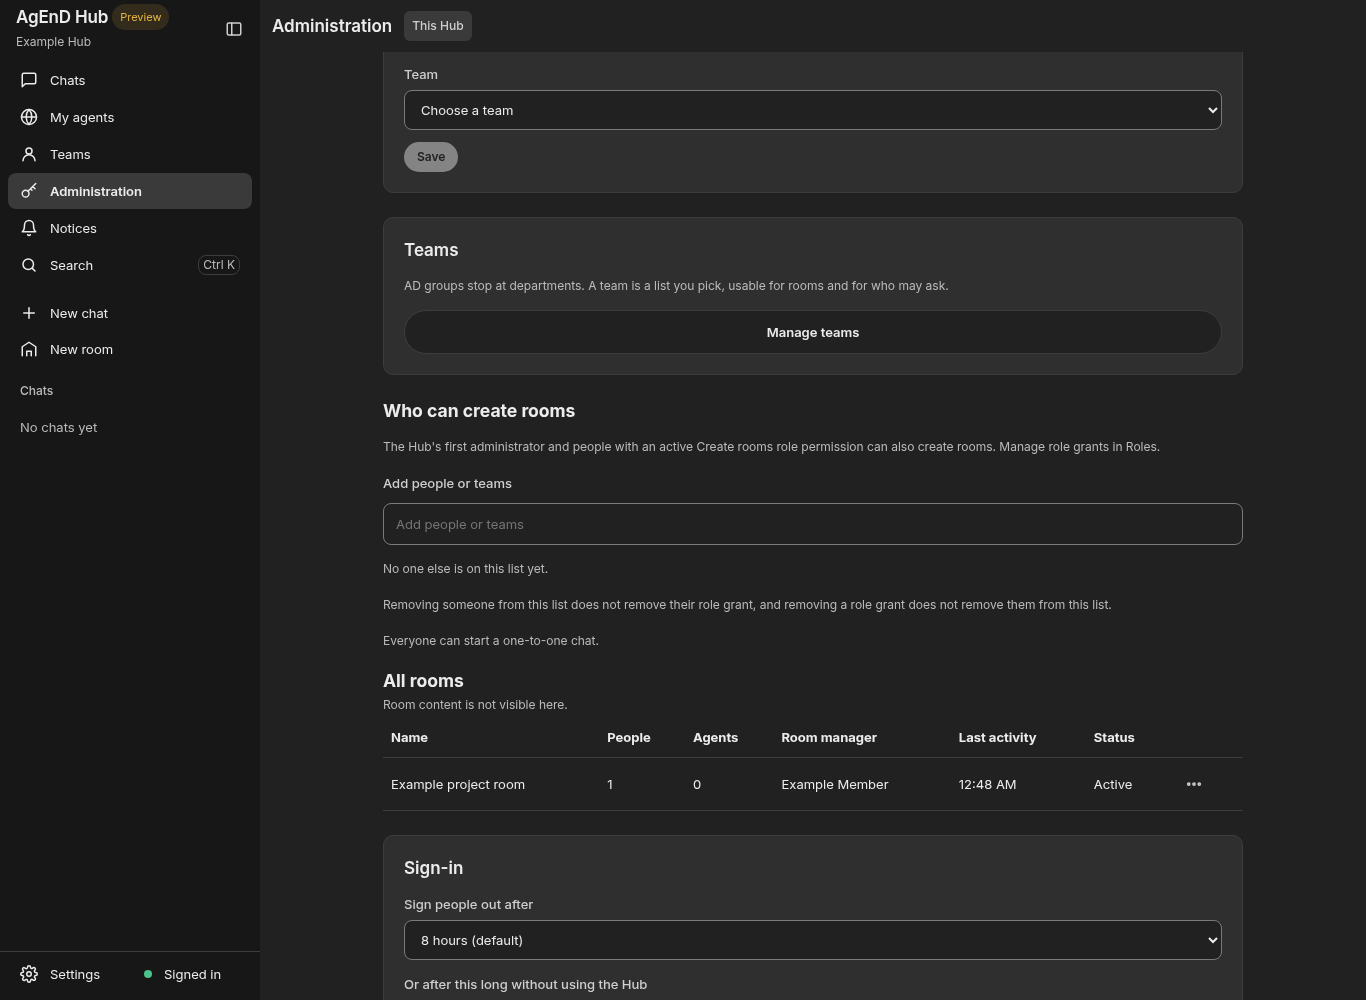 AgEnD Hub Preview
Example Hub
Chats
My agents
Teams
Administration
Notices
Search Ctrl K
New chat
New room
Chats
No chats yet
Settings
Signed in
Administration This Hub
Team
Choose a team
Save
Teams
AD groups stop at departments. A team is a list you pick, usable for rooms and for who may ask.
Manage teams
Who can create rooms
The Hub's first administrator and people with an active Create rooms role permission can also create rooms. Manage role grants in Roles.
Add people or teams
Add people or teams
No one else is on this list yet.
Removing someone from this list does not remove their role grant, and removing a role grant does not remove them from this list.
Everyone can start a one-to-one chat.
All rooms
Room content is not visible here.
Name People Agents Room manager Last activity Status
Example project room 1 0 Example Member 12:48 AM Active
Sign-in
Sign people out after
8 hours (default)
Or after this long without using the Hub